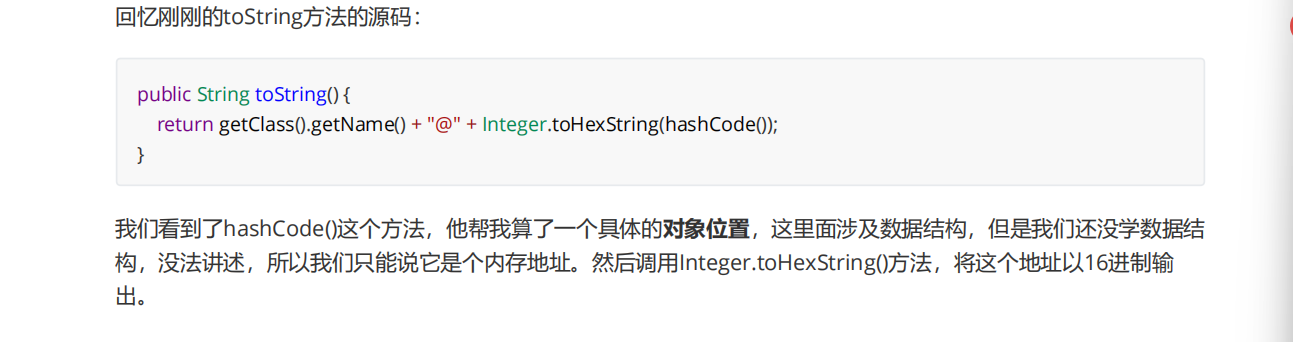 回忆刚刚的toString方法的源码：
public String toString() {
    return getClass().getName() + "@" + Integer.toHexString(hashCode());
}
我们看到了hashCode()这个方法，他帮我算了一个具体的对象位置，这里面涉及数据结构，但是我们还没学数据结
构，没法讲述，所以我们只能说它是个内存地址。然后调用Integer.toHexString()方法，将这个地址以16进制输
出。